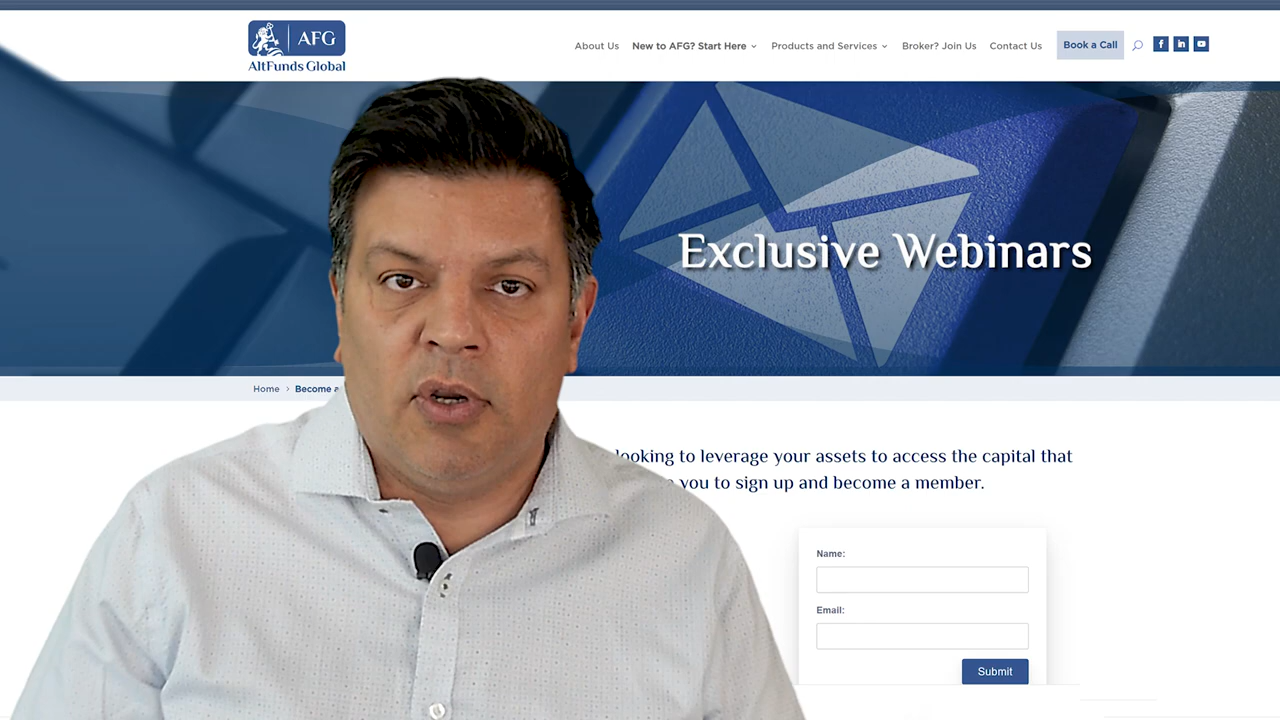 AFG
AltFunds Global
About Us
New to AFG? Start Here
Products and Services
Broker? Join Us
Contact Us
Book a Call
Exclusive Webinars
Home
Become a
looking to leverage your assets to access the capital that
you to sign up and become a member.
Name:
Email:
Submit